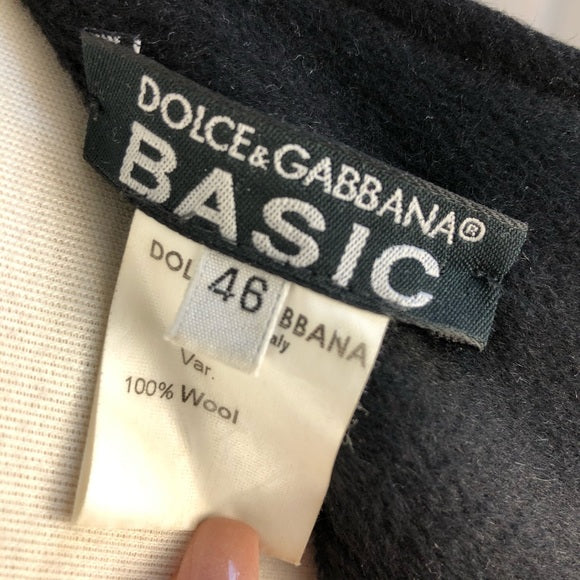 DOLCE&GABBANA®
BASIC
46
DOL BBANA
aly
Var.
100% Wool